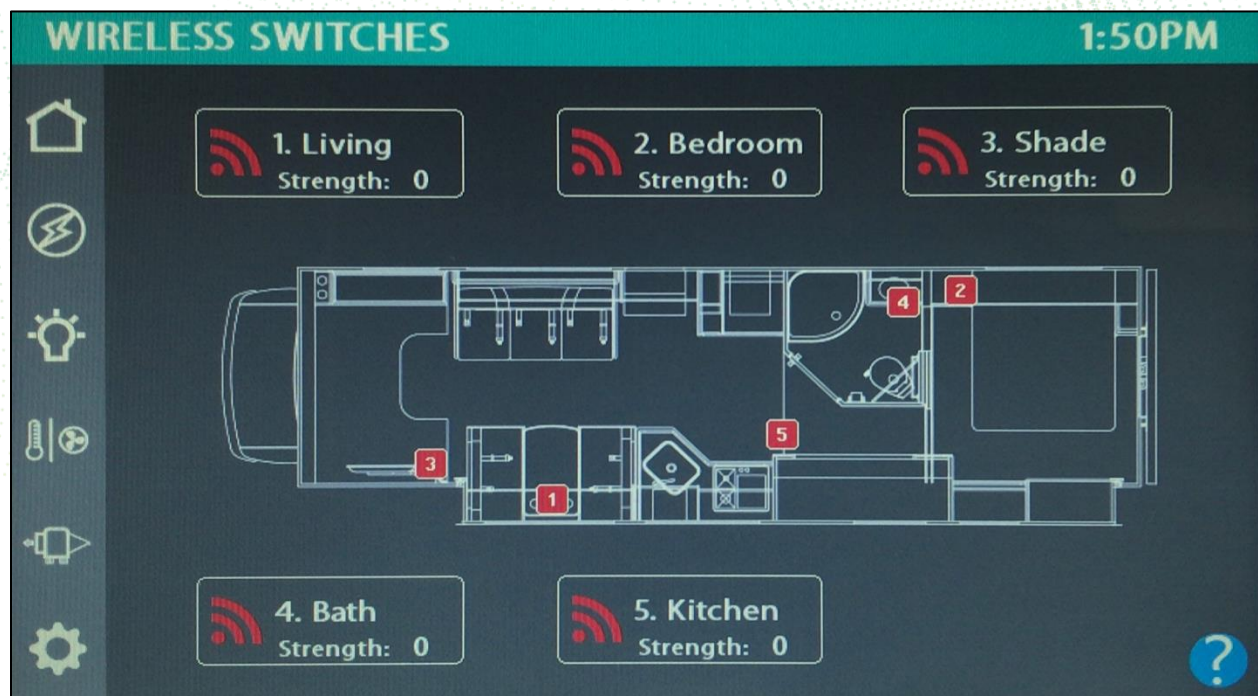 WIRELESS SWITCHES 1:50PM
1. Living
Strength: 0
2. Bedroom
Strength: 0
3. Shade
Strength: 0
4
2
5
3
1
4. Bath
Strength: 0
5. Kitchen
Strength: 0
?